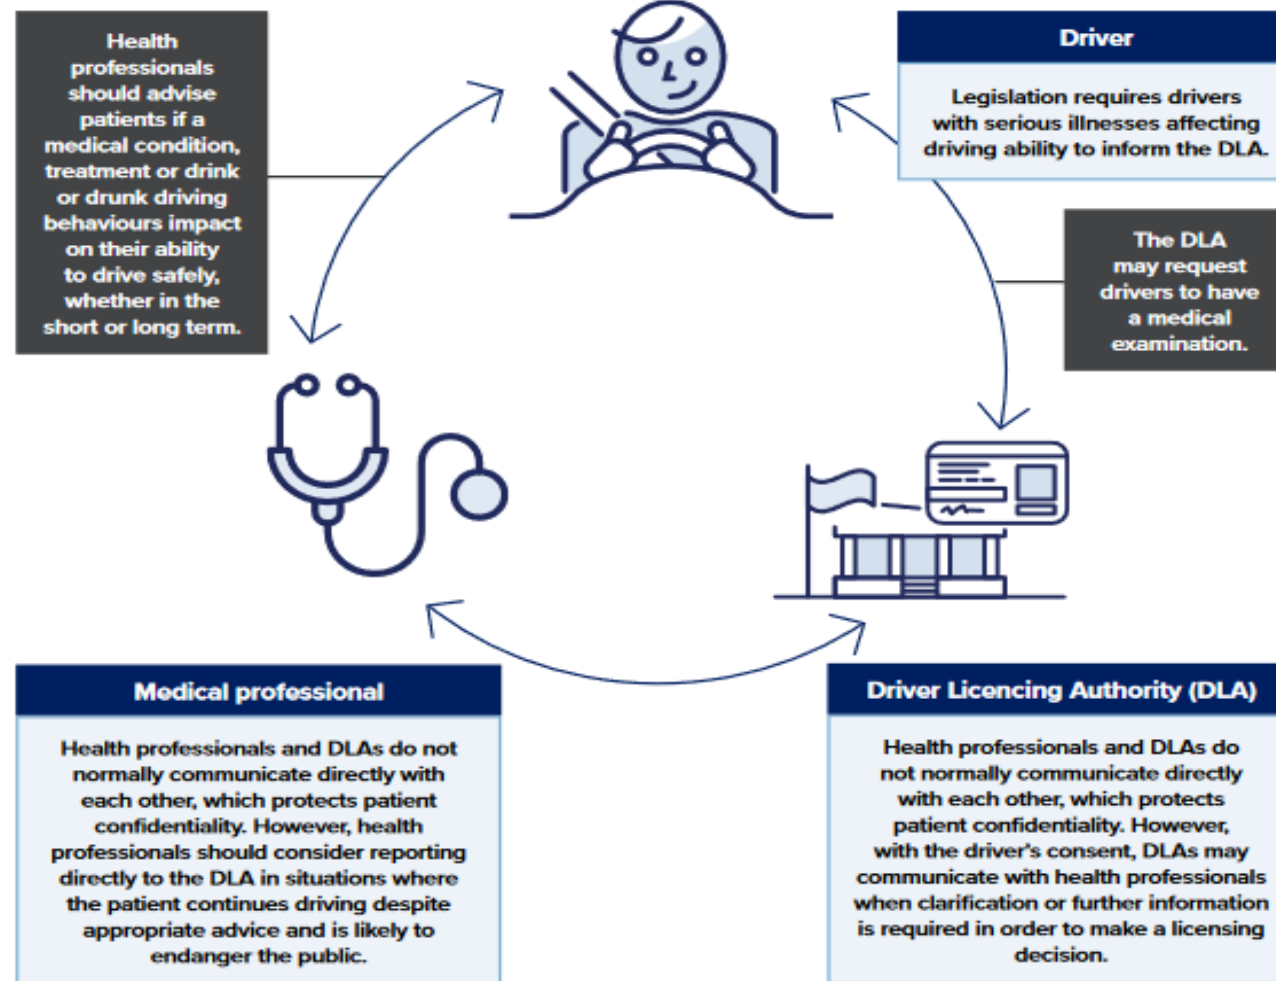 Health
professionals
should advise
patients if a
medical condition,
treatment or drink
or drunk driving
behaviours impact
on their ability
to drive safely,
whether in the
short or long term.
Driver
Legislation requires drivers
with serious illnesses affecting
driving ability to inform the DLA.
The DLA
may request
drivers to have
a medical
examination.
Medical professional
Health professionals and DLAs do not
normally communicate directly with
each other, which protects patient
confidentiality. However, health
professionals should consider reporting
directly to the DLA in situations where
the patient continues driving despite
appropriate advice and is likely to
endanger the public.
Driver Licencing Authority (DLA)
Health professionals and DLAs do
not normally communicate directly
with each other, which protects
patient confidentiality. However,
with the driver's consent, DLAs may
communicate with health professionals
when clarification or further information
is required in order to make a licensing
decision.